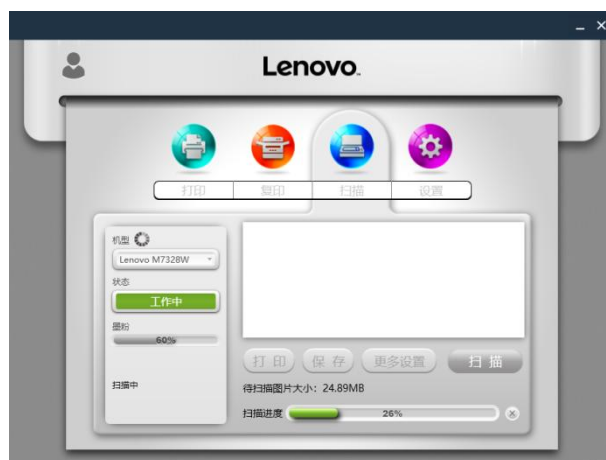 Lenovo
打印 复印 扫描 设置
机型
Lenovo M7328W
状态
工作中
墨粉
60%
扫描中
打印 保存 更多设置 扫描
待扫描图片大小: 24.89MB
扫描进度 26%